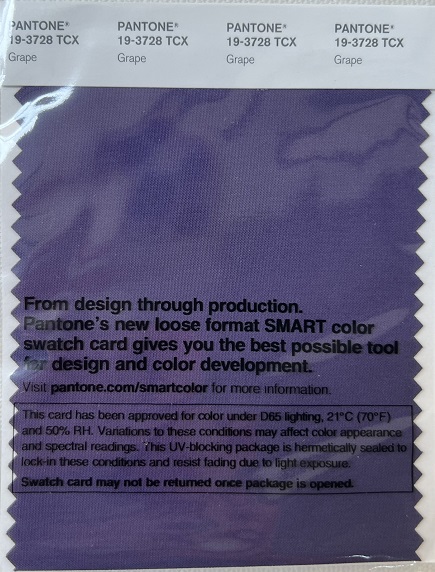 PANTONE® PANTONE® PANTONE® PANTONE®
19-3728 TCX 19-3728 TCX 19-3728 TCX 19-3728 TCX
Grape Grape Grape Grape
From design through production.
Pantone's new loose format SMART color
swatch card gives you the best possible tool
for design and color development.
Visit pantone.com/smartcolor for more information.
This card has been approved for color under D65 lighting, 21°C (70°F)
and 50% RH. Variations to these conditions may affect color appearance
and spectral readings. This UV-blocking package is hermetically sealed to
lock-in these conditions and resist fading due to light exposure.
Swatch card may not be returned once package is opened.